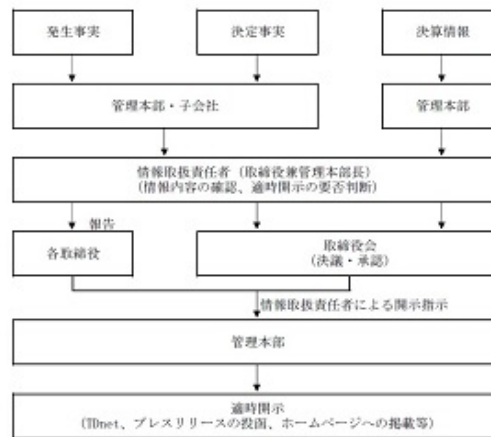 発生事実
決定事実
決算情報
管理本部・子会社
管理本部
情報取扱責任者（取締役兼管理本部長）
（情報内容の確認、適時開示の要否判断）
報告
各取締役
取締役会
（決議・承認）
情報取扱責任者による開示指示
管理本部
適時開示
（TDnet、プレスリリースの投函、ホームページへの掲載等）